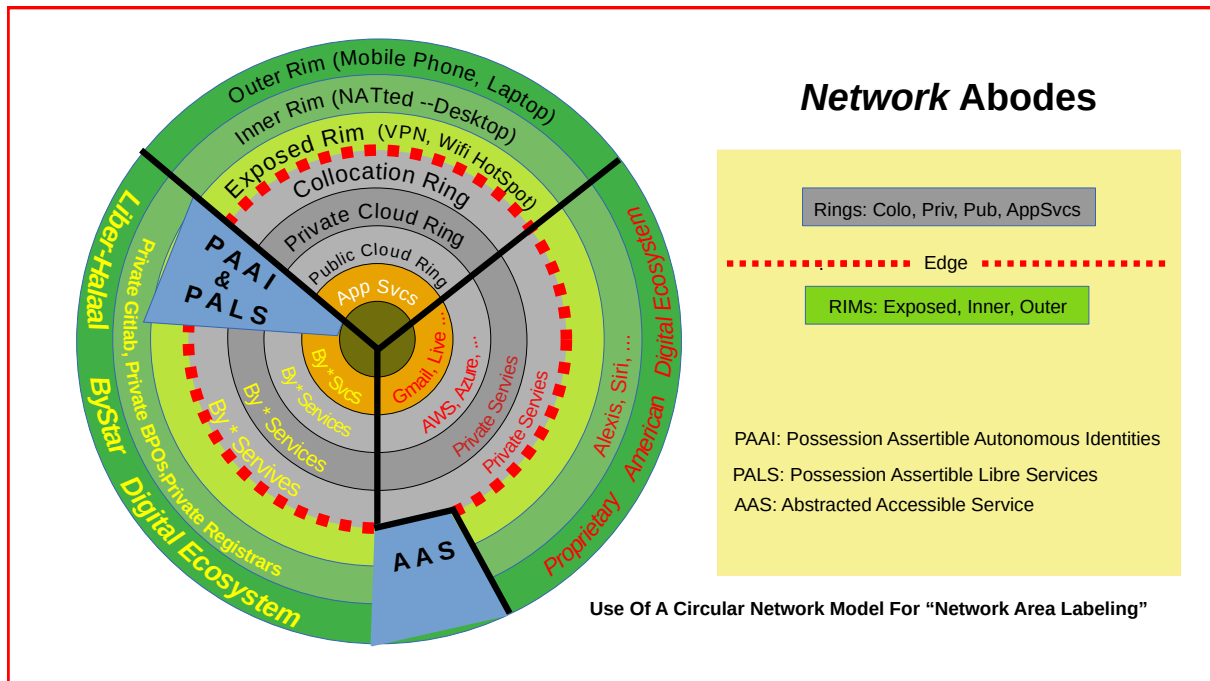 Network Abodes
Outer Rim (Mobile Phone, Laptop)
Inner Rim (NATted --Desktop)
Exposed Rim (VPN, Wifi HotSpot)
Collocation Ring
Private Cloud Ring
Public Cloud Ring
App Svcs
PAAI
&
PALS
Liber-Halaal ByStar Digital Ecosystem
Private Gitlab, Private BPOs,Private Registrars
By * Servives
By * Services
By * Services
By * Svcs
Gmail, Live ...
AWS, Azure, ...
Private Servies
Private Servies
Alexis, Siri, ...
Proprietary American Digital Ecosystem
AAS
Rings: Colo, Priv, Pub, AppSvcs
Edge
RIMs: Exposed, Inner, Outer
PAAI: Possession Assertible Autonomous Identities
PALS: Possession Assertible Libre Services
AAS: Abstracted Accessible Service
Use Of A Circular Network Model For “Network Area Labeling”